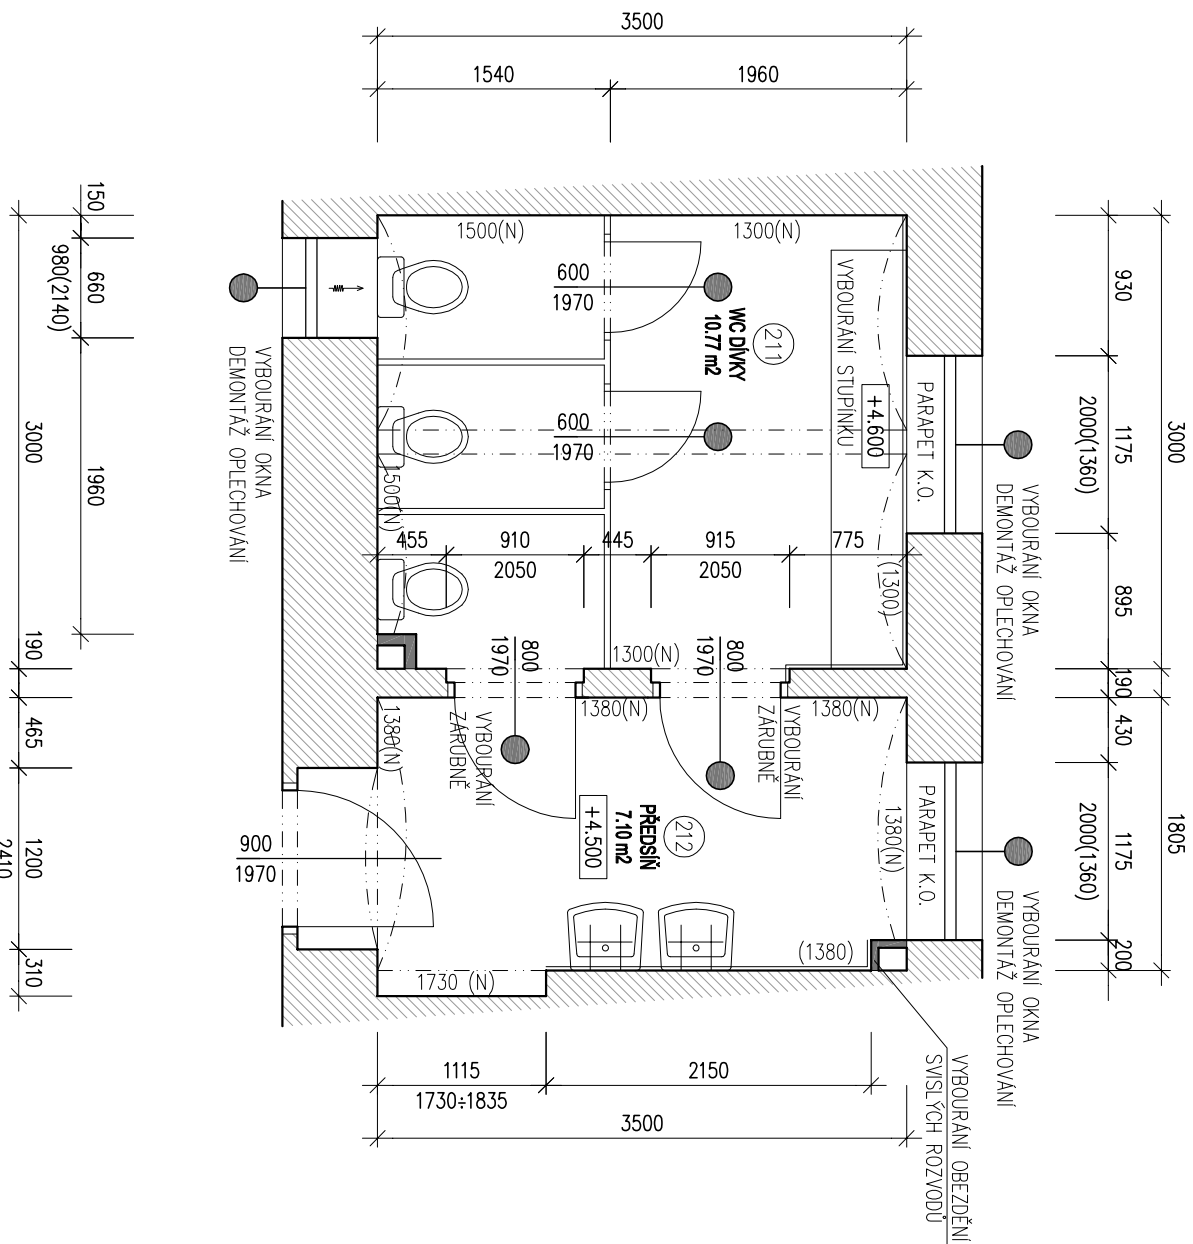 3500
1540
1960
150
660
980(2140)
1960
3000
190
465
1200
2410
310
930
1175
2000(1360)
3000
895
190
430
1175
2000(1360)
1805
200
1500(N)
1300(N)
VYBOURÁNÍ STUPÍNKU
+4.600
PARAPET K.O.
211
WC DÍVKY
10.77 m2
600
1970
600
1970
VYBOURÁNÍ OKNA
DEMONTÁŽ OPLECHOVÁNÍ
VYBOURÁNÍ OKNA
DEMONTÁŽ OPLECHOVÁNÍ
1500(N)
455
910
2050
445
915
2050
775
(1300)
1300(N)
800
1970
800
1970
1380(N)
1380(N)
1380(N)
VYBOURÁNÍ
ZÁRUBNĚ
VYBOURÁNÍ
ZÁRUBNĚ
212
PŘEDSÍŇ
7.10 m2
+4.500
1380(N)
PARAPET K.O.
VYBOURÁNÍ OKNA
DEMONTÁŽ OPLECHOVÁNÍ
900
1970
(1380)
1730 (N)
VYBOURÁNÍ OBEZDĚNÍ
SVISLÝCH ROZVODŮ
1115
1730÷1835
2150
3500